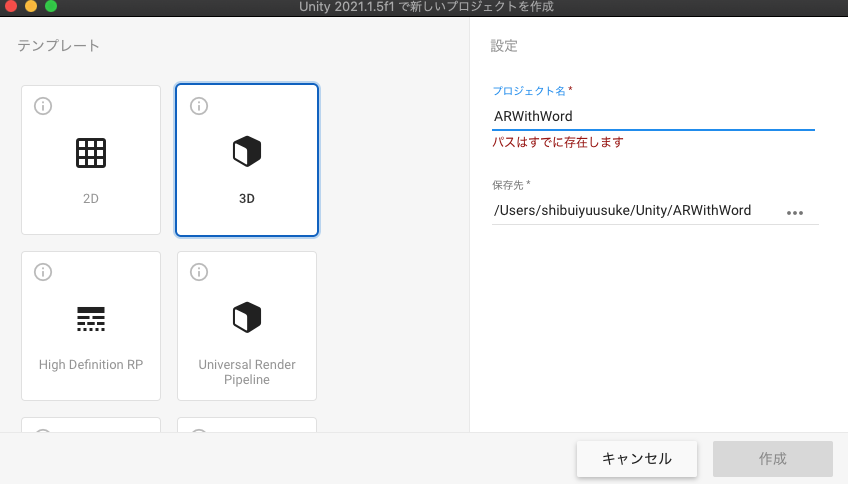 Unity 2021.1.5f1 で新しいプロジェクトを作成
テンプレート
2D
3D
High Definition RP
Universal Render
Pipeline
設定
プロジェクト名 *
ARWithWord
パスはすでに存在します
保存先 *
/Users/shibuiyuusuke/Unity/ARWithWord
キャンセル
作成